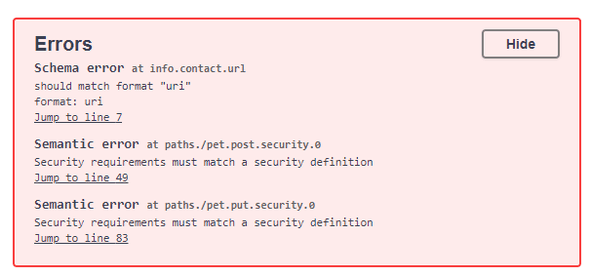 Errors
Hide
Schema error at info.contact.url
should match format "uri"
format: uri
Jump to line 7
Semantic error at paths./pet.post.security.0
Security requirements must match a security definition
Jump to line 49
Semantic error at paths./pet.put.security.0
Security requirements must match a security definition
Jump to line 83